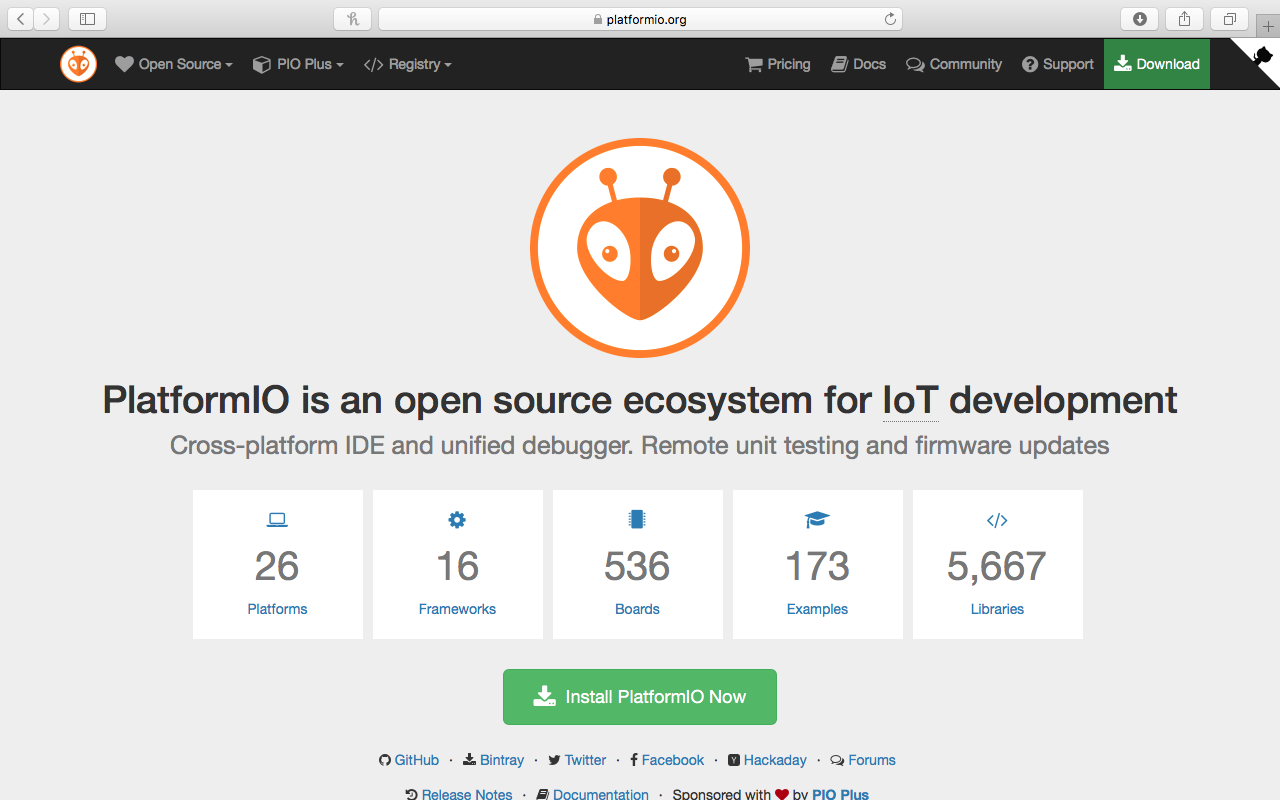 platformio.org
Open Source PIO Plus Registry Pricing Docs Community Support Download
PlatformIO is an open source ecosystem for IoT development
Cross-platform IDE and unified debugger. Remote unit testing and firmware updates
26 16 536 173 5,667
Platforms Frameworks Boards Examples Libraries
Install PlatformIO Now
GitHub · Bintray · Twitter · Facebook · Hackaday · Forums
Release Notes · Documentation · Sponsored with by PIO Plus